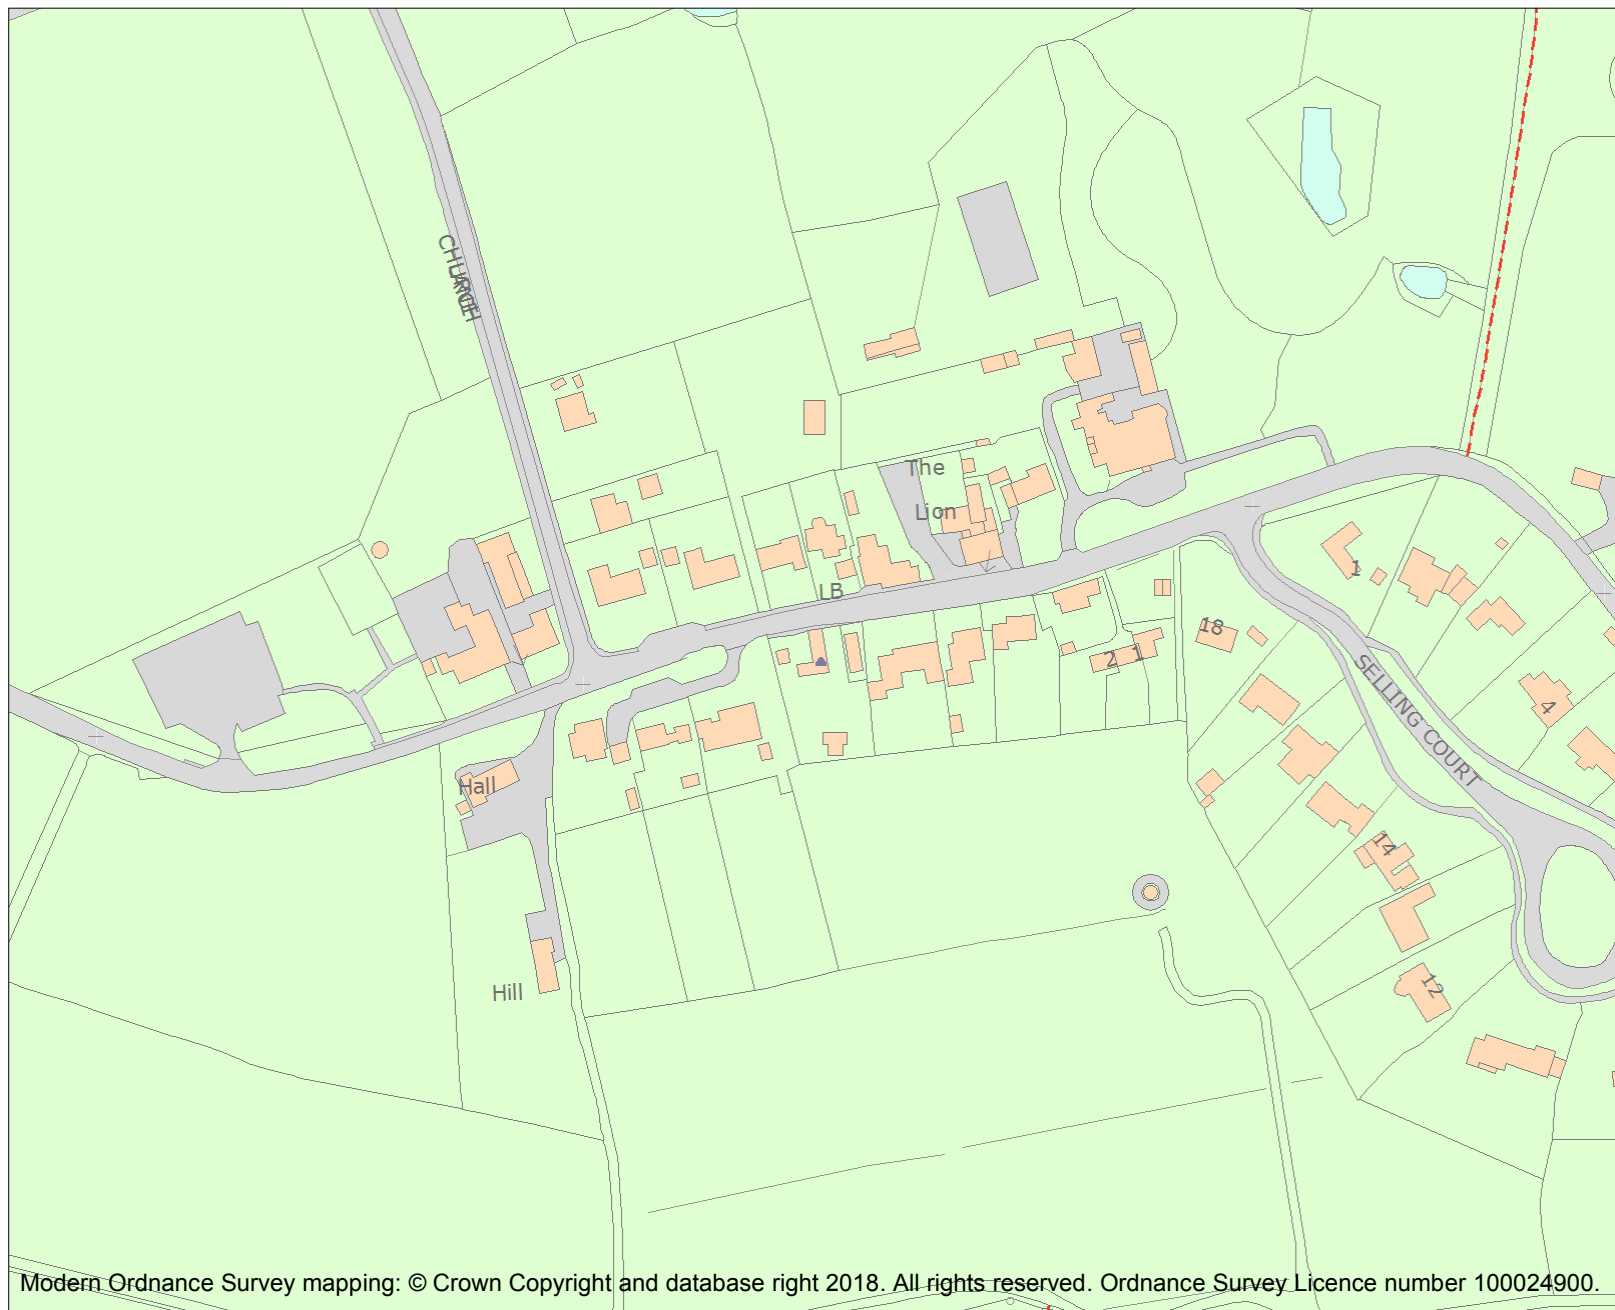 CHURCH
LANE
The
Lion
LB
1
18
2 1
SELLING COURT
4
Hall
14
12
Hill
Modern Ordnance Survey mapping: © Crown Copyright and database right 2018. All rights reserved. Ordnance Survey Licence number 100024900.